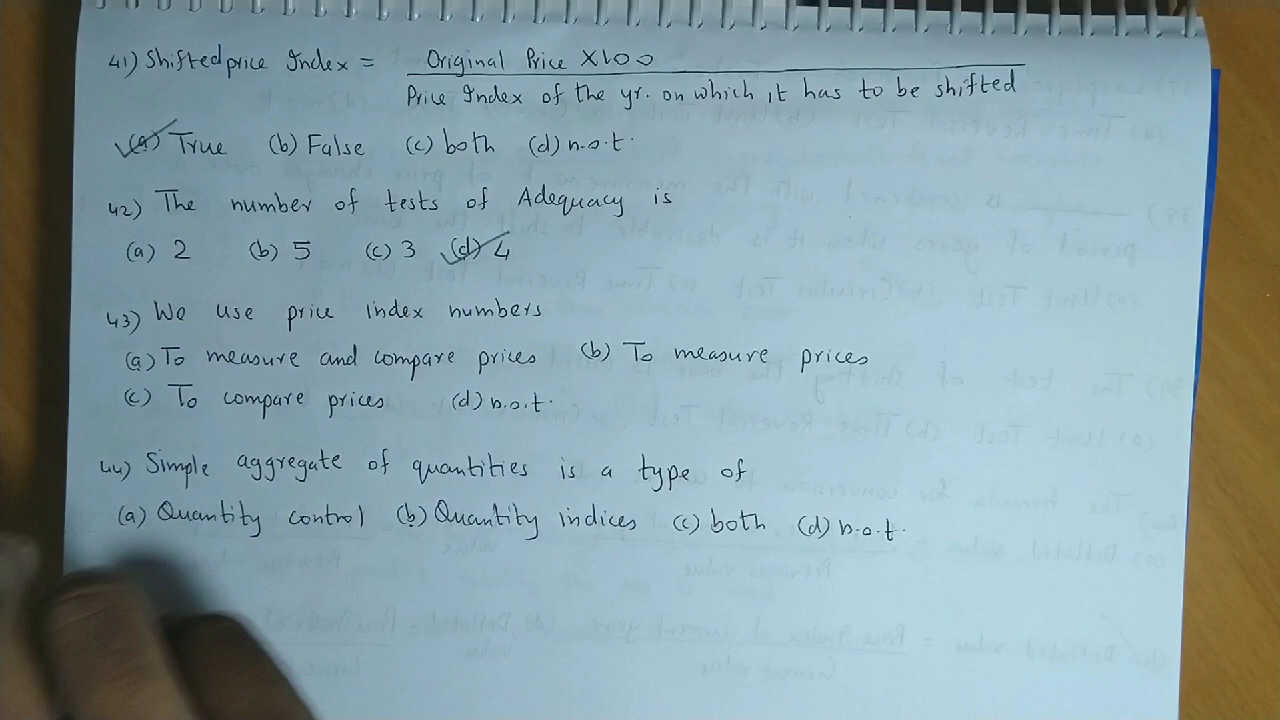 41) Shifted price Index = Original Price X100
Price Index of the yr. on which it has to be shifted
(a) True (b) False (c) both (d) n.o.t.
42) The number of tests of Adequacy is
(a) 2 (b) 5 (c) 3 (d) 4
43) We use price index numbers
(a) To measure and compare prices (b) To measure prices
(c) To compare prices (d) n.o.t.
44) Simple aggregate of quantities is a type of
(a) Quantity control (b) Quantity indices (c) both (d) n.o.t.